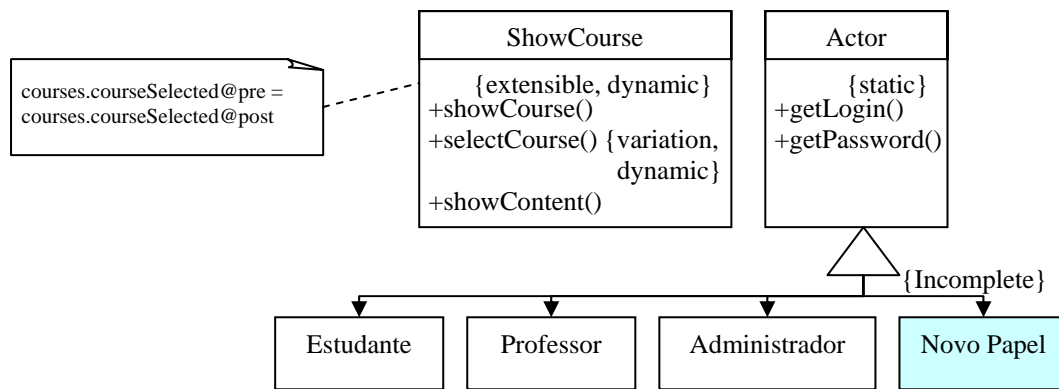 courses.courseSelected@pre =
courses.courseSelected@post
ShowCourse
{extensible, dynamic}
+showCourse()
+selectCourse() {variation,
dynamic}
+showContent()
Actor
{static}
+getLogin()
+getPassword()
{Incomplete}
Estudante
Professor
Administrador
Novo Papel